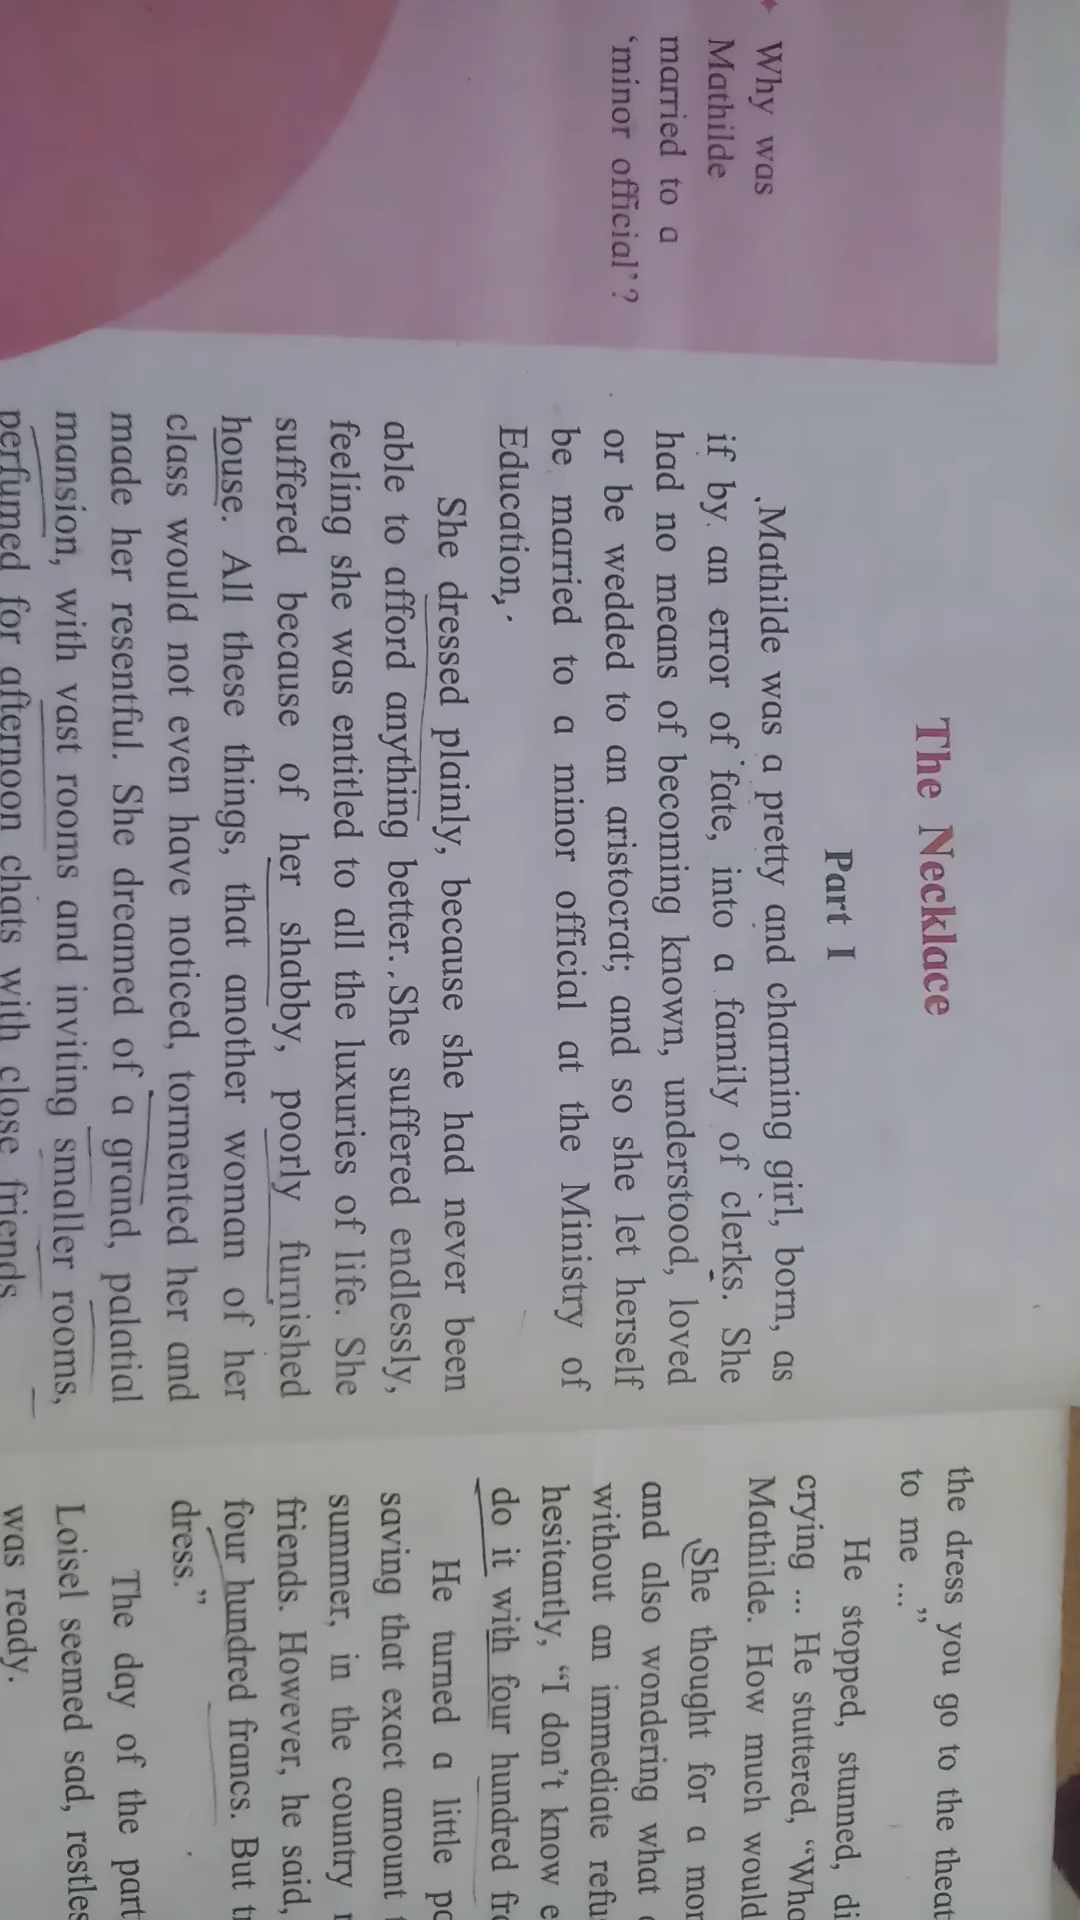 Why was
Mathilde
married to a
‘minor official’?
The Necklace
Part I
Mathilde was a pretty and charming girl, born, as
if by an error of fate, into a family of clerks. She
had no means of becoming known, understood, loved
or be wedded to an aristocrat; and so she let herself
be married to a minor official at the Ministry of
Education,.
She dressed plainly, because she had never been
able to afford anything better. She suffered endlessly,
feeling she was entitled to all the luxuries of life. She
suffered because of her shabby, poorly furnished
house. All these things, that another woman of her
class would not even have noticed, tormented her and
made her resentful. She dreamed of a grand, palatial
mansion, with vast rooms and inviting smaller rooms,
perfumed for afternoon chats with close friends.
the dress you go to the
to me ...”
He stopped, stunned,
crying ... He stuttered,
Mathilde. How much would
She thought for a
and also wondering what
without an immediate
hesitantly, “I don’t know
do it with four hundred
He turned a little
saving that exact amount
summer, in the country
friends. However, he said,
four hundred francs. But
dress.”
The day of the
Loisel seemed sad,
was ready.